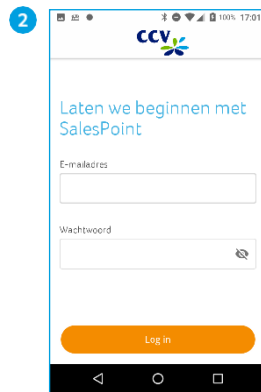 2
100% 17:01
CCV
Laten we beginnen met
SalesPoint
E-mailadres
Wachtwoord
Log in